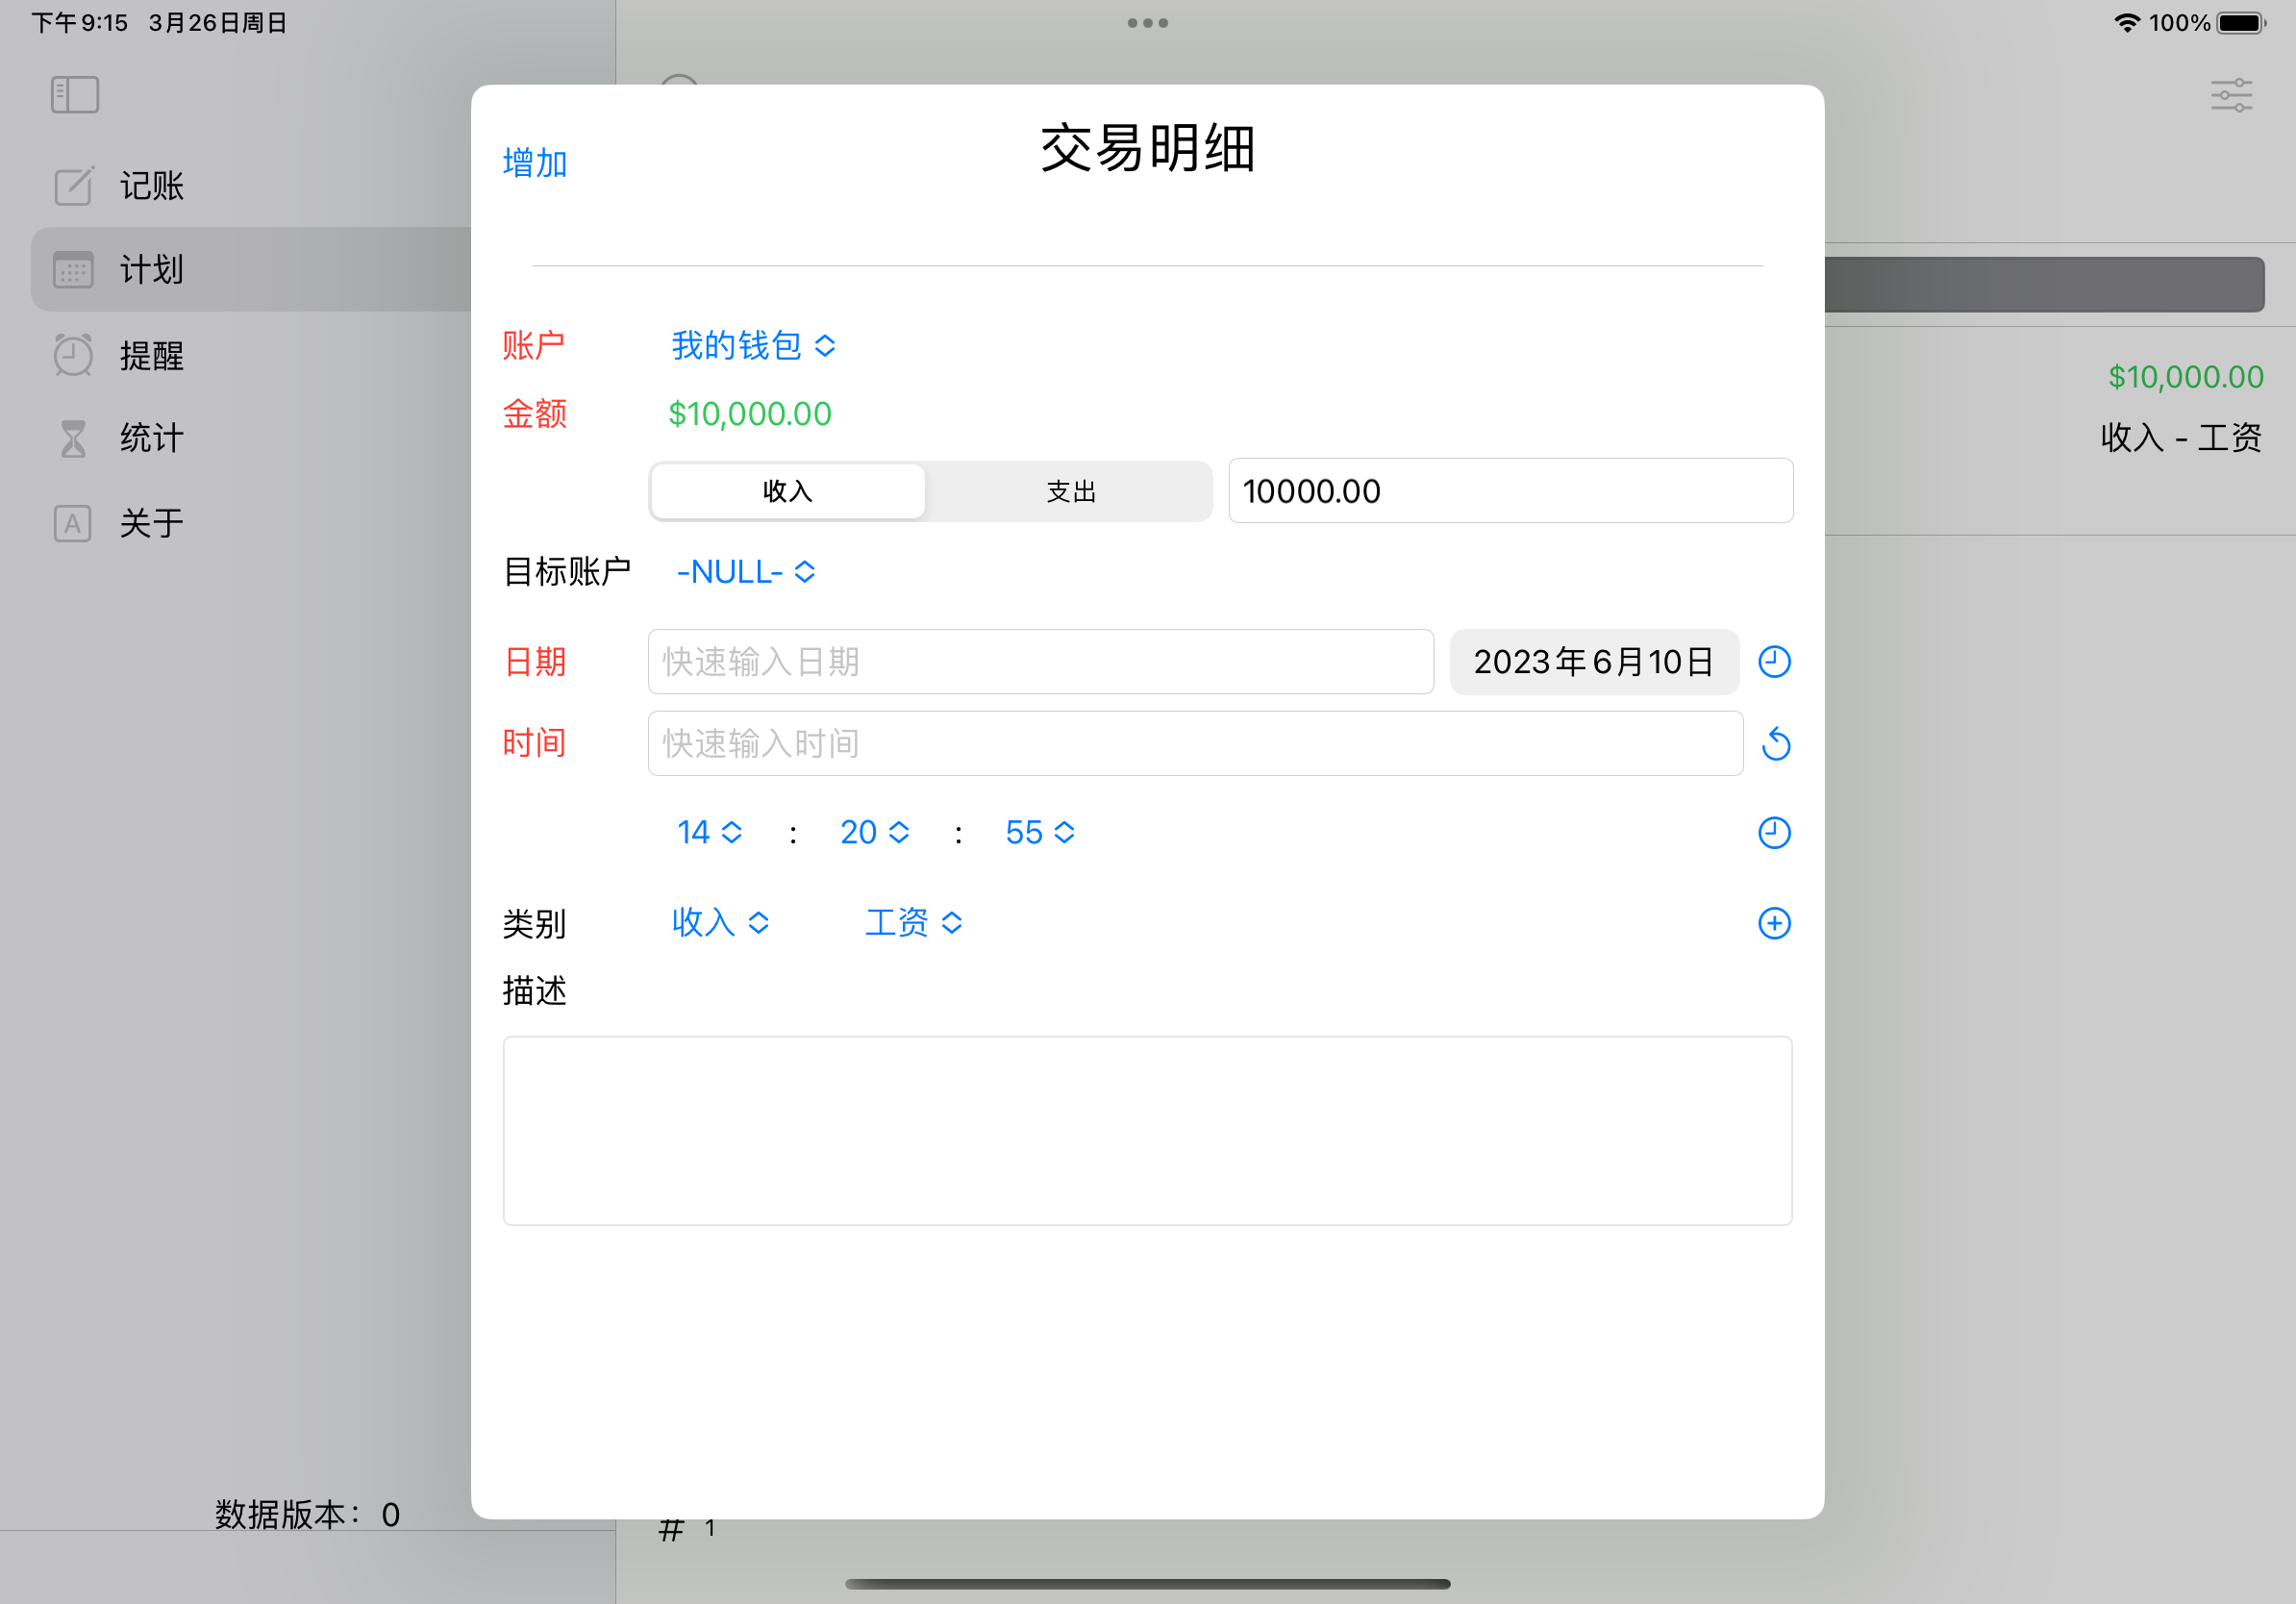 下午9:15 3月26日周日
100%
记账
计划
提醒
统计
关于
数据版本： 0
增加
交易明细
账户 我的钱包
金额 $10,000.00
收入 支出 10000.00
目标账户 -NULL-
日期 快速输入日期 2023年6月10日
时间 快速输入时间
14 : 20 : 55
类别 收入 工资
描述
$10,000.00
收入 - 工资
# 1